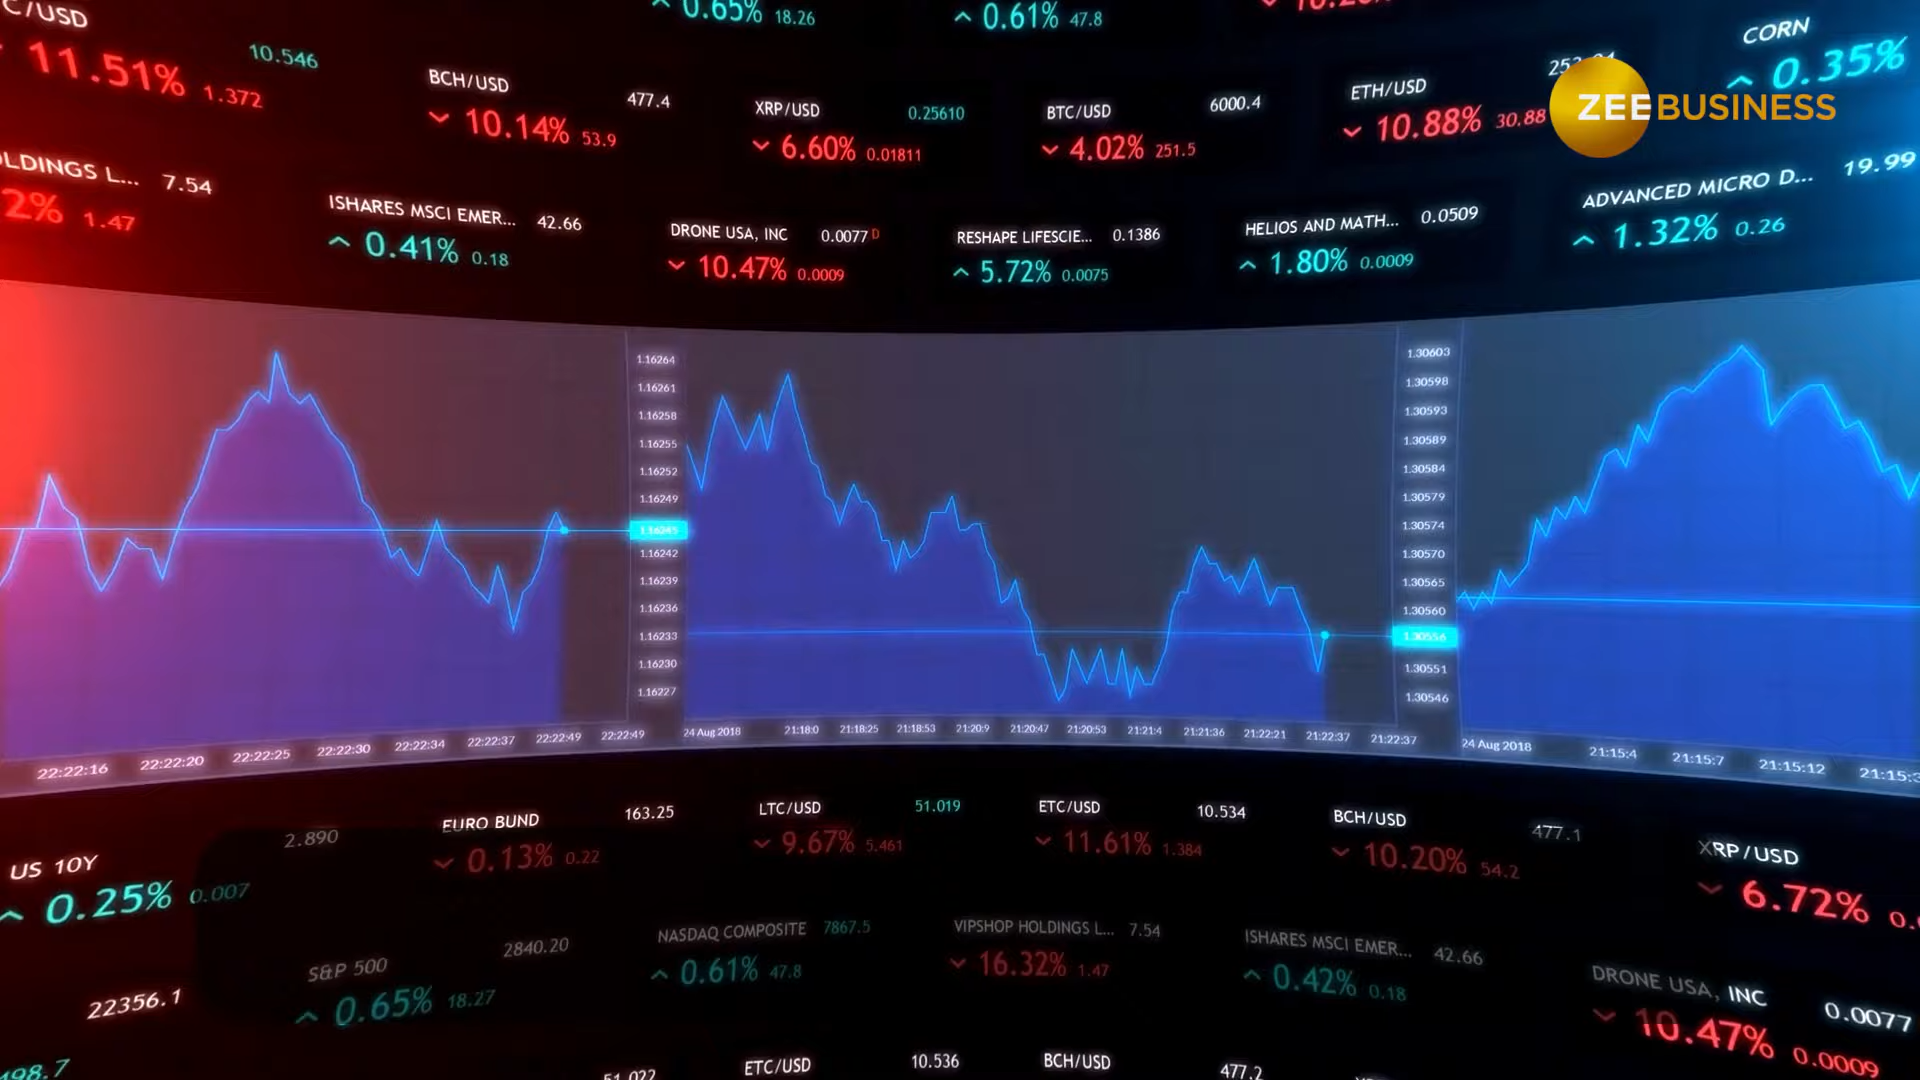 C/USD
11.51% 1.372
10.546
0.65% 18.26
0.61% 47.8
BCH/USD 477.4
10.14% 53.9
XRP/USD 0.25610
6.60% 0.01811
BTC/USD 6000.4
4.02% 251.5
ETH/USD
10.88% 30.88
CORN
0.35%
ZEEBUSINESS
LDINGS L... 7.54
2% 1.47
ISHARES MSCI EMER... 42.66
0.41% 0.18
DRONE USA, INC 0.0077 D
10.47% 0.0009
RESHAPE LIFESCIE... 0.1386
5.72% 0.0075
HELIOS AND MATH... 0.0509
1.80% 0.0009
ADVANCED MICRO D... 19.99
1.32% 0.26
1.16264
1.16261
1.16258
1.16255
1.16252
1.16249
1.16245
1.16242
1.16239
1.16236
1.16233
1.16230
1.16227
1.30603
1.30598
1.30593
1.30589
1.30584
1.30579
1.30574
1.30570
1.30565
1.30560
1.30556
1.30551
1.30546
22:22:16 22:22:20 22:22:25 22:22:30 22:22:34 22:22:37 22:22:49 22:22:49
24 Aug 2018 21:18:0 21:18:25 21:18:53 21:20:9 21:20:47 21:20:53 21:21:4 21:21:36 22:22:21 21:22:37 21:22:37
24 Aug 2018 21:15:4 21:15:7 21:15:12 21:15:3
US 10Y 2.890
0.25% 0.007
EURO BUND 163.25
0.13% 0.22
LTC/USD 51.019
9.67% 5.461
ETC/USD 10.534
11.61% 1.384
BCH/USD 477.1
10.20% 54.2
XRP/USD
6.72% 0.
22356.1
S&P 500 2840.20
0.65% 18.27
NASDAQ COMPOSITE 7867.5
0.61% 47.8
VIPSHOP HOLDINGS L... 7.54
16.32% 1.47
ISHARES MSCI EMER... 42.66
0.42% 0.18
DRONE USA, INC 0.0077
10.47% 0.0009
498.7
51.022
ETC/USD 10.536
BCH/USD 477.2